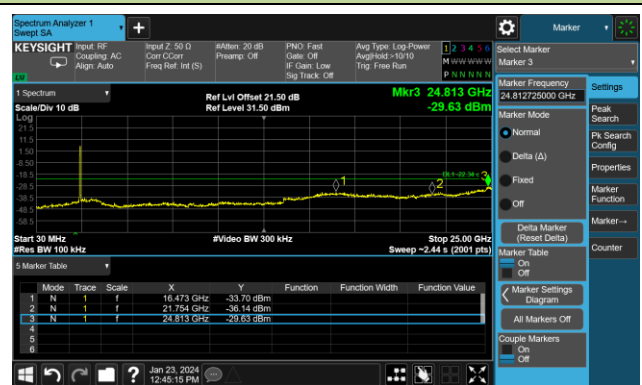 Spectrum Analyzer 1
Swept SA
Marker
KEYSIGHT Input: RF Input Z: 50 Ω #Atten: 20 dB PNO: Fast Avg Type: Log-Power 1 2 3 4 5 6
Coupling: AC Corr CCorr Preamp: Off Gate: Off Avg|Hold:>10/10 M W W W W W
Align: Auto Freq Ref: Int (S) IF Gain: Low Trig: Free Run
Sig Track: Off P N N N N N
LXI
Select Marker
Marker 3
1 Spectrum
Ref Lvl Offset 21.50 dB
Mkr3 24.813 GHz
Scale/Div 10 dB
Ref Level 31.50 dBm
-29.63 dBm
Log
21.5
11.5
1.50
-8.50
-18.5
-28.5
-38.5
-48.5
-58.5
1
2
3
Start 30 MHz
#Video BW 300 kHz
Stop 25.00 GHz
#Res BW 100 kHz
Sweep ~2.44 s (2001 pts)
5 Marker Table
Mode Trace Scale X Y Function Function Width Function Value
1 N 1 f 16.473 GHz -33.70 dBm
2 N 1 f 21.754 GHz -36.14 dBm
3 N 1 f 24.813 GHz -29.63 dBm
4
5
6
Marker Frequency
24.812725000 GHz
Marker Mode
Normal
Delta (Δ)
Fixed
Off
Delta Marker
(Reset Delta)
Marker Table
On
Off
Marker Settings
Diagram
All Markers Off
Couple Markers
On
Off
Settings
Peak
Search
Pk Search
Config
Properties
Marker
Function
Marker→
Counter
? Jan 23, 2024
12:45:15 PM